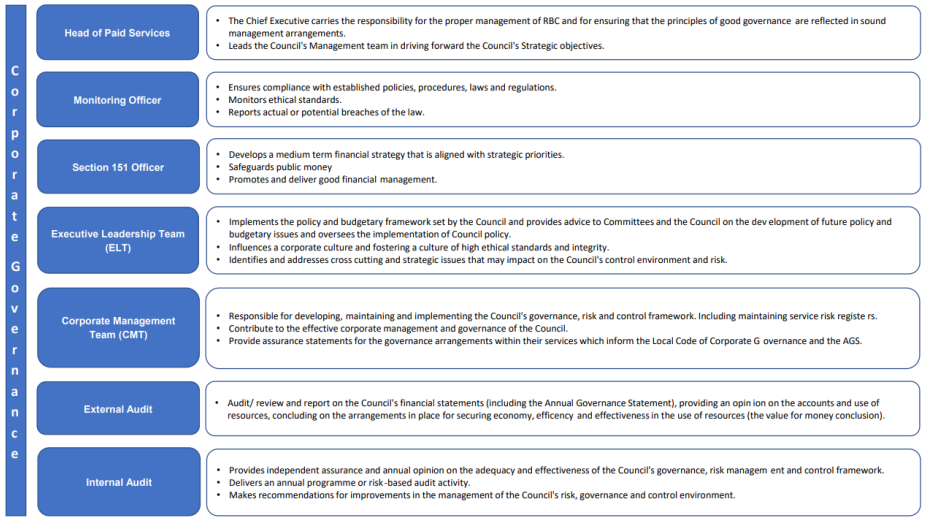 Corporate Governance
Head of Paid Services
• The Chief Executive carries the responsibility for the proper management of RBC and for ensuring that the principles of good governance are reflected in sound
management arrangements.
• Leads the Council's Management team in driving forward the Council's Strategic objectives.
Monitoring Officer
• Ensures compliance with established policies, procedures, laws and regulations.
• Monitors ethical standards.
• Reports actual or potential breaches of the law.
Section 151 Officer
• Develops a medium term financial strategy that is aligned with strategic priorities.
• Safeguards public money
• Promotes and deliver good financial management.
Executive Leadership Team
(ELT)
• Implements the policy and budgetary framework set by the Council and provides advice to Committees and the Council on the dev elopment of future policy and
budgetary issues and oversees the implementation of Council policy.
• Influences a corporate culture and fostering a culture of high ethical standards and integrity.
• Identifies and addresses cross cutting and strategic issues that may impact on the Council's control environment and risk.
Corporate Management
Team (CMT)
• Responsible for developing, maintaining and implementing the Council's governance, risk and control framework. Including maintaining service risk registe rs.
• Contribute to the effective corporate management and governance of the Council.
• Provide assurance statements for the governance arrangements within their services which inform the Local Code of Corporate G overnance and the AGS.
External Audit
• Audit/ review and report on the Council's financial statements (including the Annual Governance Statement), providing an opin ion on the accounts and use of
resources, concluding on the arrangements in place for securing economy, efficency and effectiveness in the use of resources (the value for money conclusion).
Internal Audit
• Provides independent assurance and annual opinion on the adequacy and effectiveness of the Council's governance, risk managem ent and control framework.
• Delivers an annual programme or risk-based audit activity.
• Makes recommendations for improvements in the management of the Council's risk, governance and control environment.